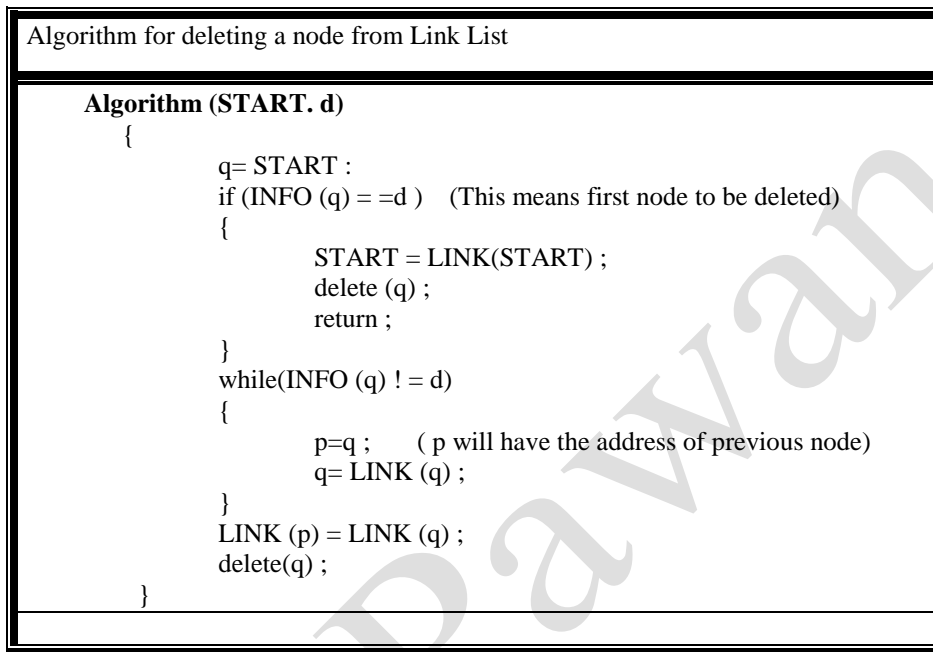 Algorithm for deleting a node from Link List
Algorithm (START. d)
{
q= START :
if (INFO (q) = =d ) (This means first node to be deleted)
{
START = LINK(START) ;
delete (q) ;
return ;
}
while(INFO (q) ! = d)
{
p=q ; ( p will have the address of previous node)
q= LINK (q) ;
}
LINK (p) = LINK (q) ;
delete(q) ;
}
Pawan